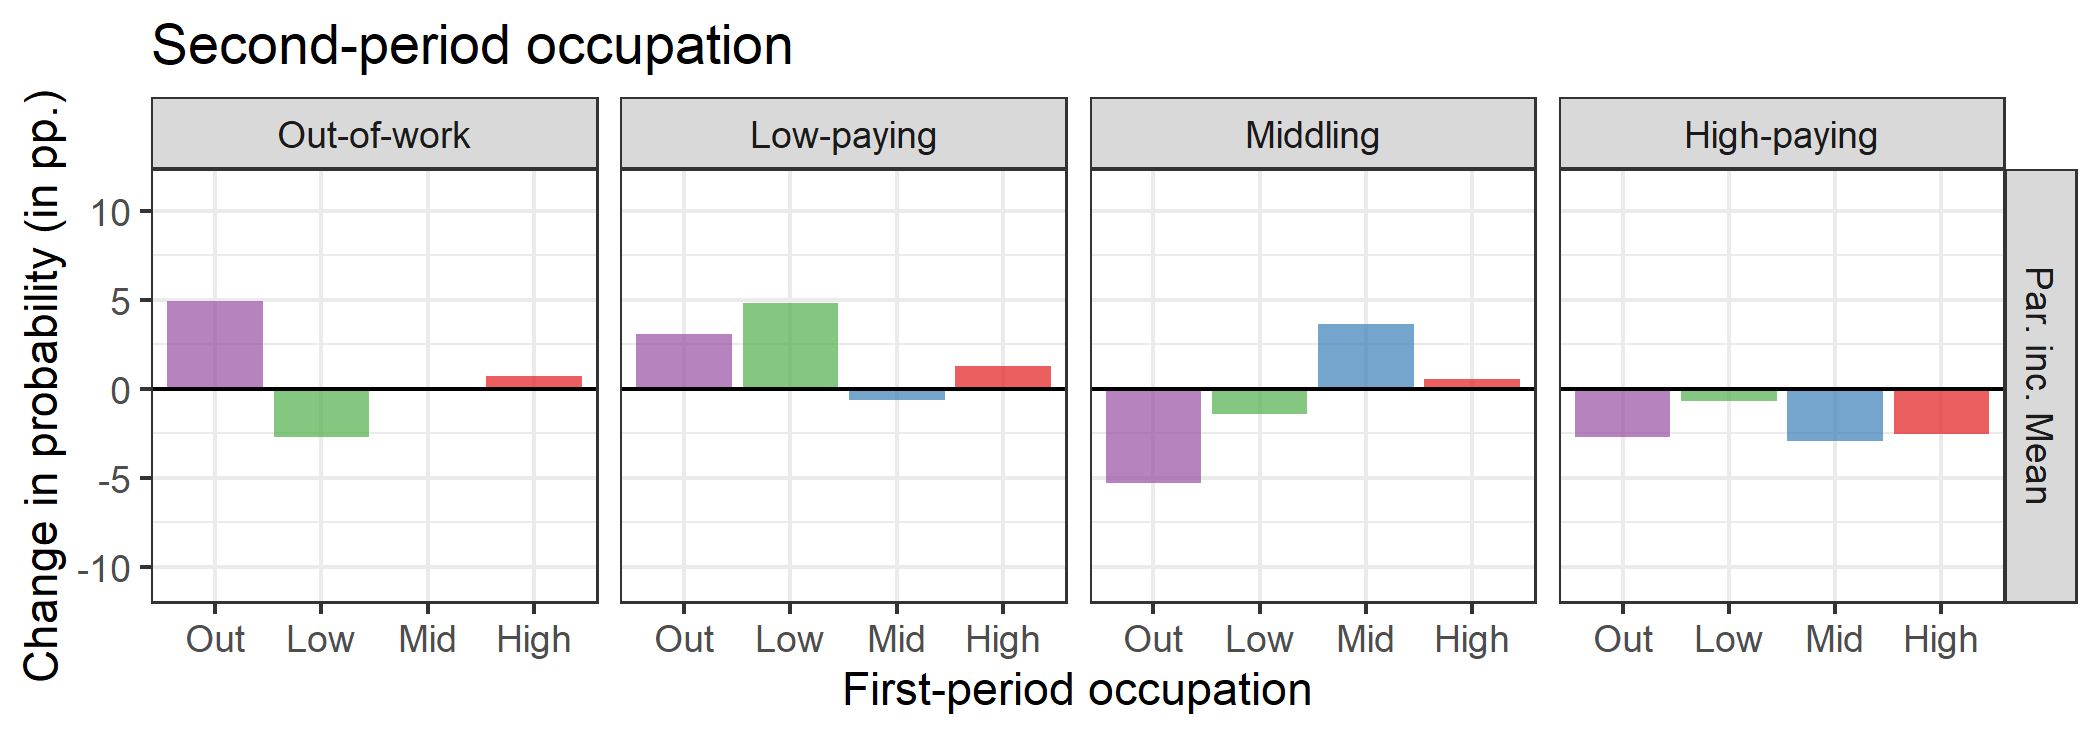 Second-period occupation
Out-of-work Low-paying Middling High-paying
Change in probability (in pp.)
10
5
0
-5
-10
Par. inc. Mean
Out Low Mid High Out Low Mid High Out Low Mid High Out Low Mid High
First-period occupation